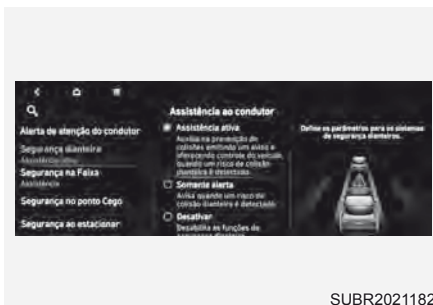 Assistência ao condutor
Alerta de atenção do condutor
Segurança dianteira
Assistência ativa
Segurança na Faixa
Assistência
Segurança no ponto Cego
Segurança ao estacionar
Assistência ativa
Auxilia na prevenção de
colisões emitindo um aviso e
oferecendo controle do veículo
quando um risco de colisão
dianteira é detectado.
Somente alerta
Avisa quando um risco de
colisão dianteira é detectado.
Desativar
Desabilita as funções de
segurança dianteira
Define os parâmetros para os sistemas
de segurança dianteiros.
SUBR2021182